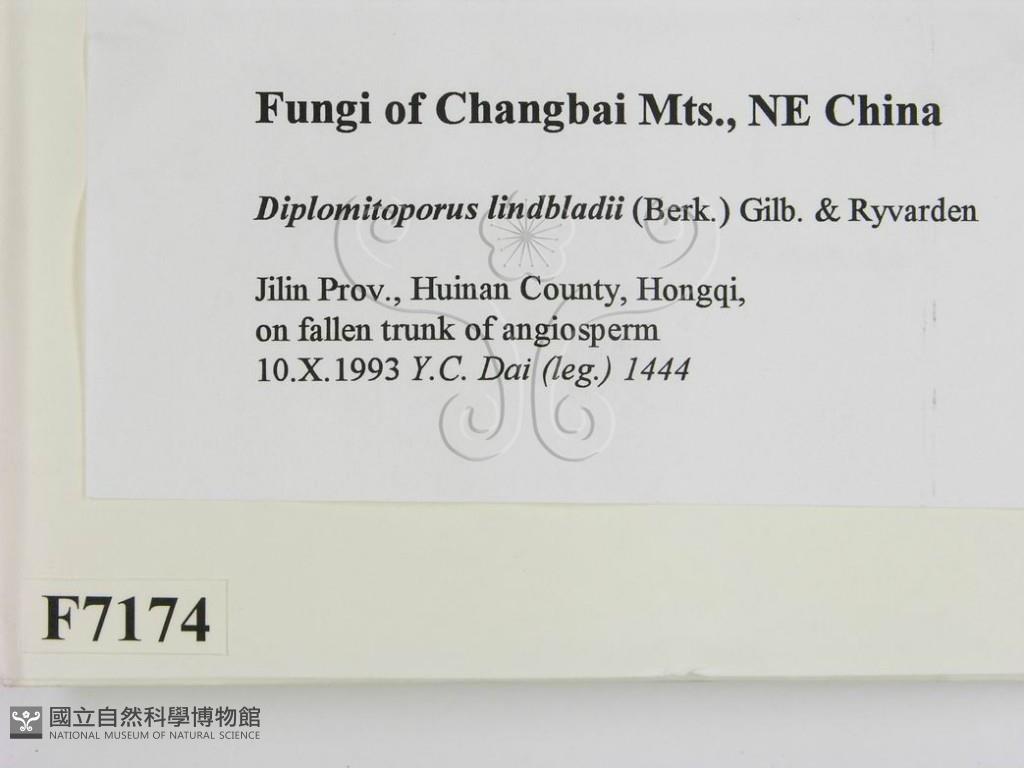 Fungi of Changbai Mts., NE China
Diplomitoporus lindbladii (Berk.) Gilb. & Ryvarden
Jilin Prov., Huinan County, Hongqi,
on fallen trunk of angiosperm
10.X.1993 Y.C. Dai (leg.) 1444
F7174
國立自然科學博物館
NATIONAL MUSEUM OF NATURAL SCIENCE